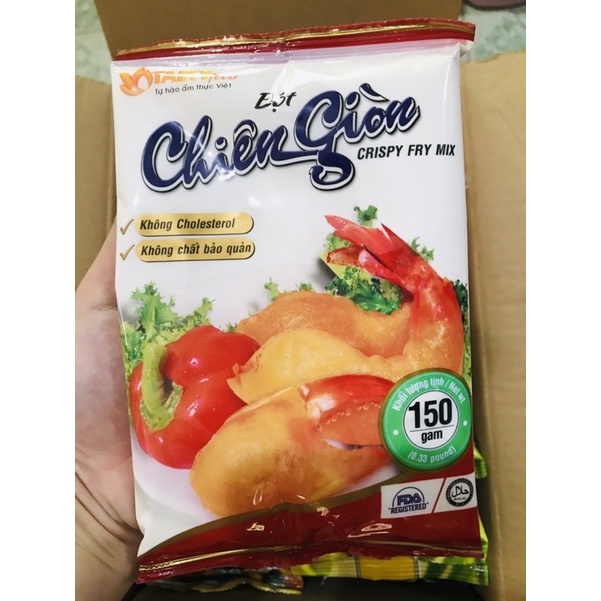 Tự hào ẩm thực Việt
Bột
Chiên Giòn
CRISPY FRY MIX
Không Cholesterol
Không chất bảo quản
Khối lượng tịnh / Net wt
150
gam
(0.33 pound)
FDA
"REGISTERED"